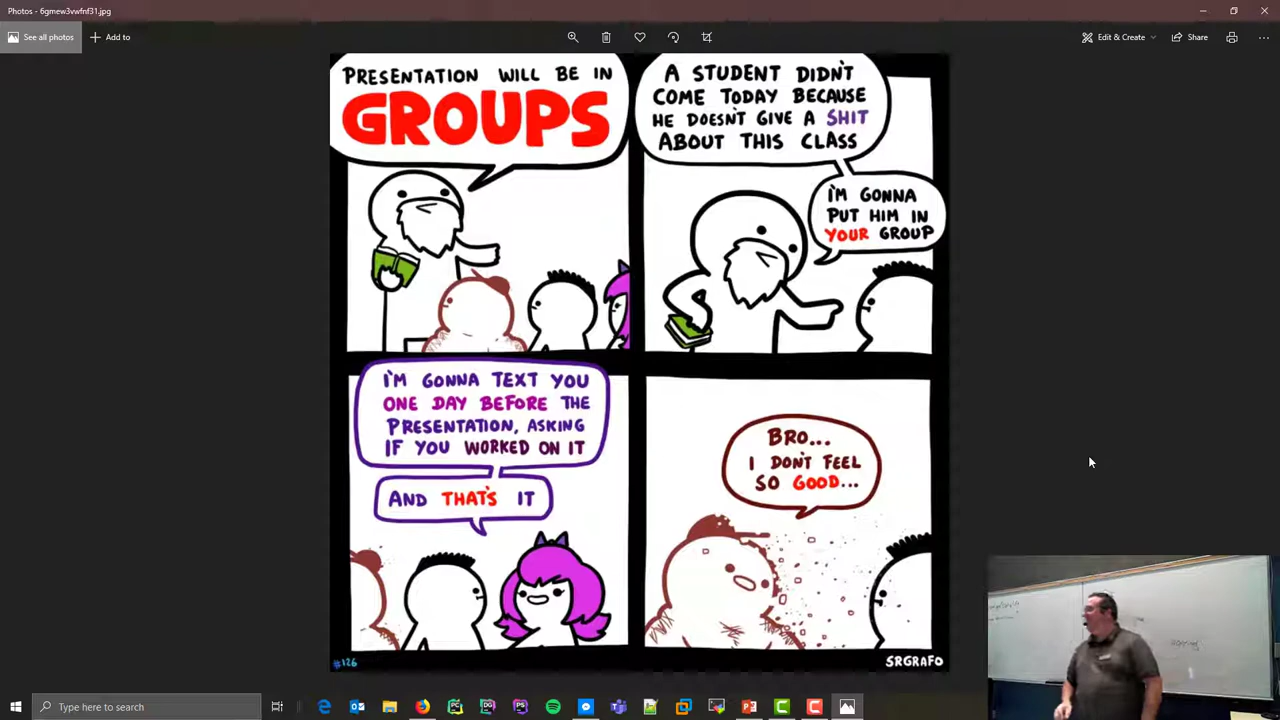 Photos - 6gmew3vwfnf31.jpg
See all photos
Add to
Edit & Create
Share
PRESENTATION WILL BE IN
GROUPS
A STUDENT DIDN'T
COME TODAY BECAUSE
HE DOESN'T GIVE A SHIT
ABOUT THIS CLASS
I'M GONNA
PUT HIM IN
YOUR GROUP
I'M GONNA TEXT YOU
ONE DAY BEFORE THE
PRESENTATION, ASKING
IF YOU WORKED ON IT
AND THAT'S IT
BRO...
I DON'T FEEL
SO GOOD...
#126
SRGRAFO
Type here to search